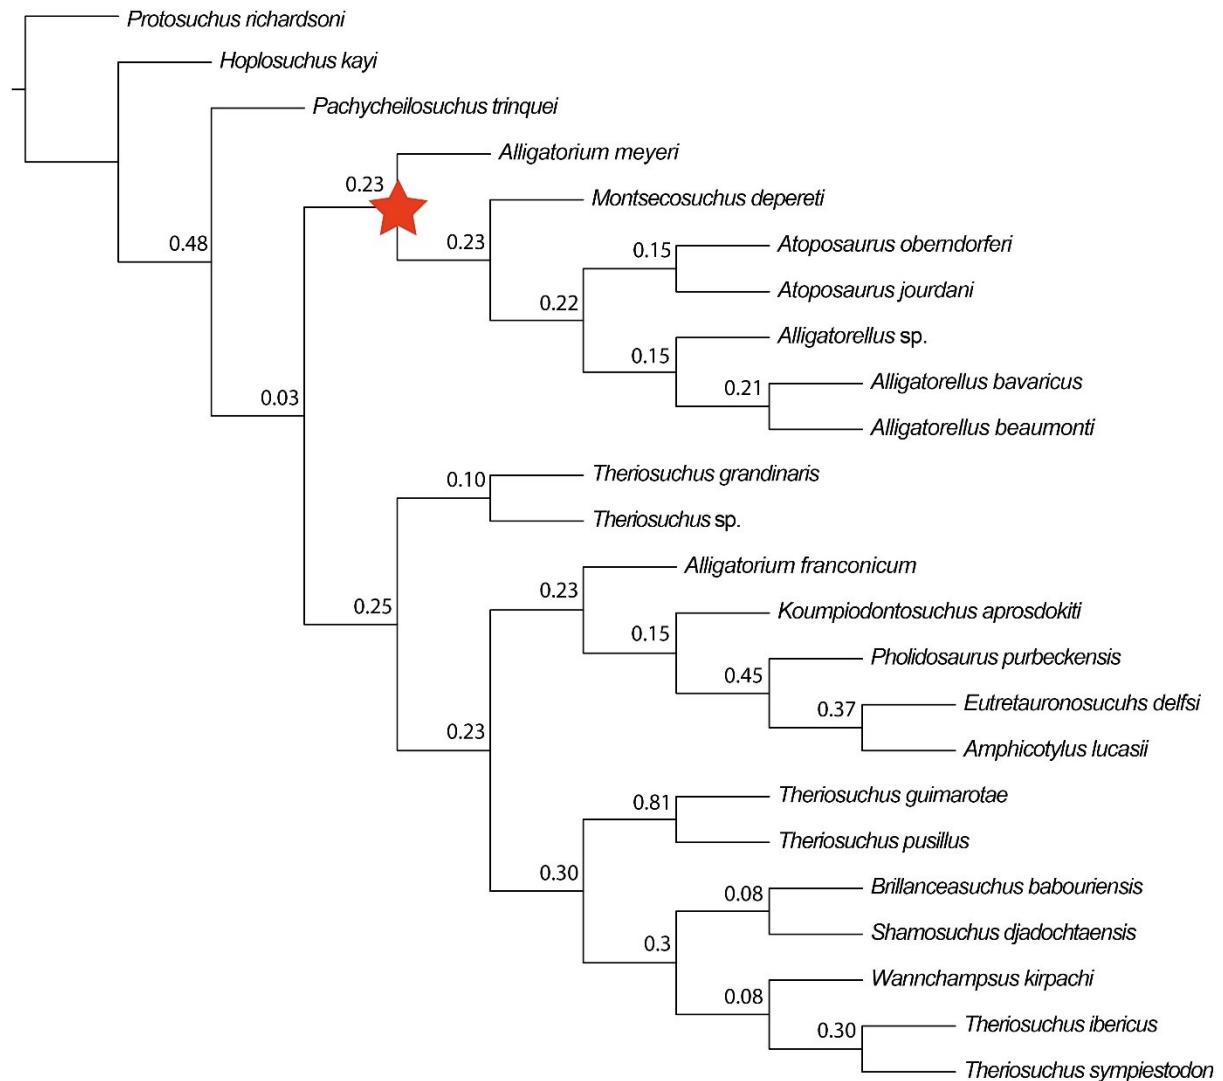 Protosuchus richardsoni
Hoplosuchus kayi
Pachycheilosuchus trinquei
Alligatorium meyeri
0.23
Montsecosuchus depereti
0.48
0.23
0.15
Atoposaurus oberndorferi
Atoposaurus jourdani
0.22
Alligatorellus sp.
0.15
0.21
Alligatorellus bavaricus
0.03
Alligatorellus beaumonti
0.10
Theriosuchus grandinaris
Theriosuchus sp.
Alligatorium franconicum
0.23
0.25
Koumpiodontosuchus aprosdokiti
0.15
Pholidosaurus purbeckensis
0.45
Eutretauronosucuhs delfsi
0.37
0.23
Amphicotylus lucasii
Theriosuchus guimarotae
0.81
Theriosuchus pusillus
0.30
Brillanceasuchus babouriensis
0.08
Shamosuchus djadochtaensis
0.3
Wannchampsus kirpachi
0.08
Theriosuchus ibericus
0.30
Theriosuchus sympiestodon